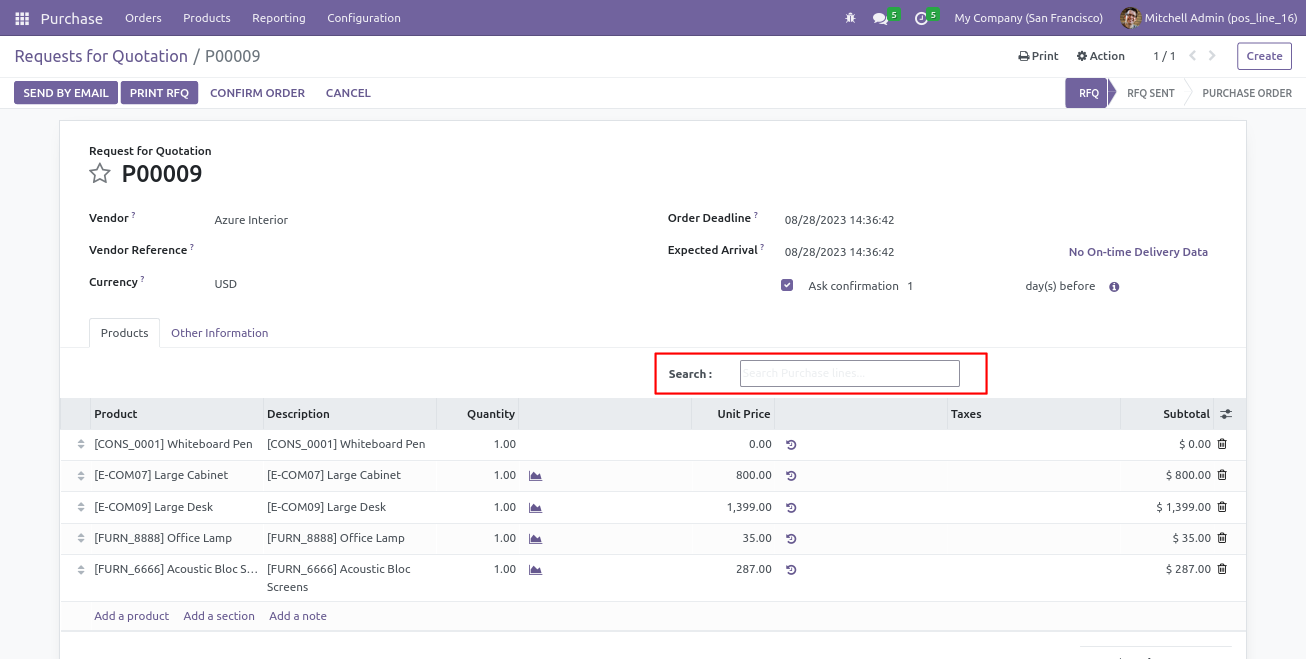 Purchase Orders Products Reporting Configuration 5 5 My Company (San Francisco) Mitchell Admin (pos_line_16)
Requests for Quotation / P00009 Print Action 1 / 1 Create
SEND BY EMAIL PRINT RFQ CONFIRM ORDER CANCEL RFQ RFQ SENT PURCHASE ORDER
Request for Quotation
P00009
Vendor ? Azure Interior Order Deadline ? 08/28/2023 14:36:42
Vendor Reference ? Expected Arrival ? 08/28/2023 14:36:42 No On-time Delivery Data
Currency ? USD Ask confirmation 1 day(s) before
Products Other Information
Search : Search Purchase lines...
Product Description Quantity Unit Price Taxes Subtotal
[CONS_0001] Whiteboard Pen [CONS_0001] Whiteboard Pen 1.00 0.00 $ 0.00
[E-COM07] Large Cabinet [E-COM07] Large Cabinet 1.00 800.00 $ 800.00
[E-COM09] Large Desk [E-COM09] Large Desk 1.00 1,399.00 $ 1,399.00
[FURN_8888] Office Lamp [FURN_8888] Office Lamp 1.00 35.00 $ 35.00
[FURN_6666] Acoustic Bloc S... [FURN_6666] Acoustic Bloc 1.00 287.00 $ 287.00
Screens
Add a product Add a section Add a note